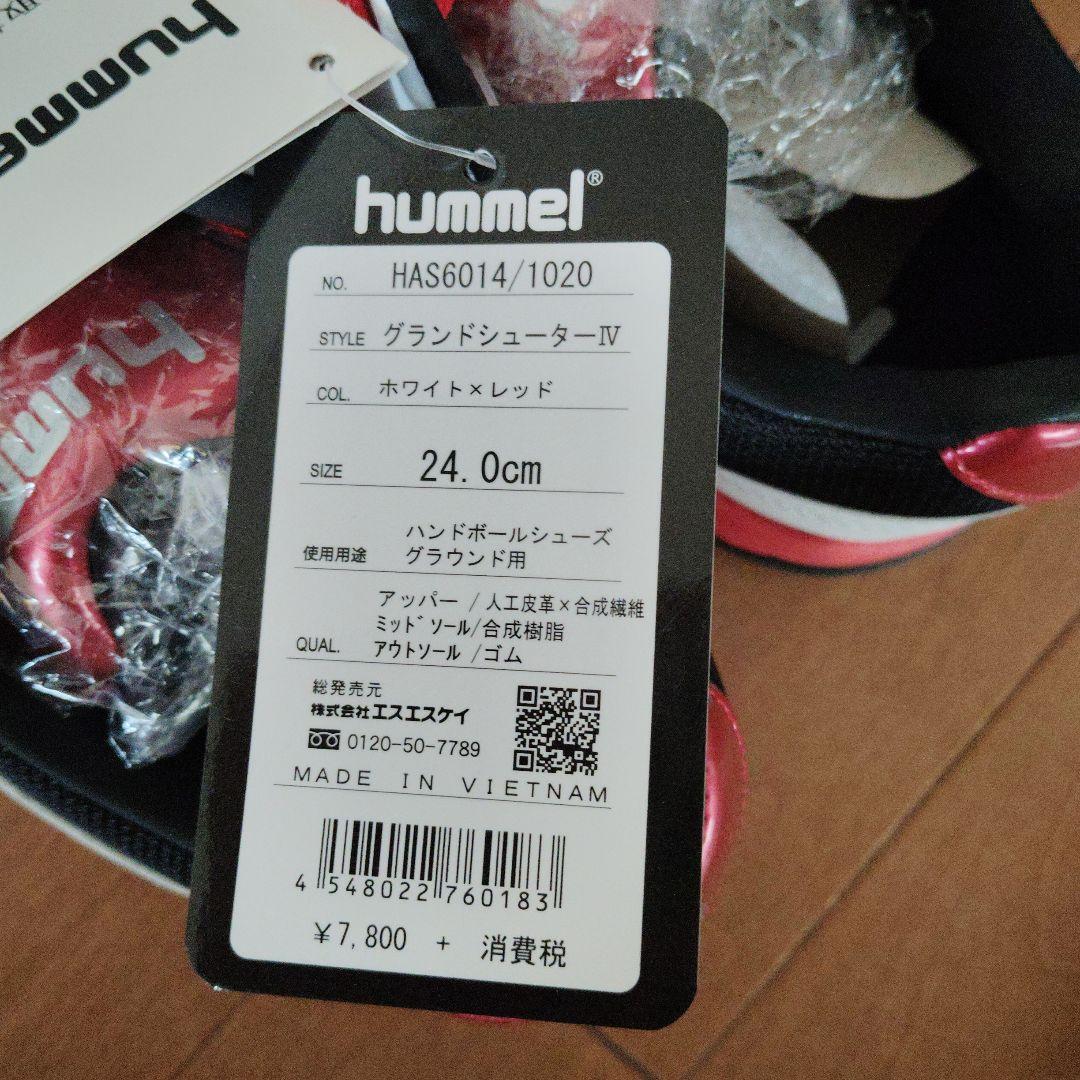 hummel
hummel®
NO. HAS6014/1020
STYLE グランドシューターⅣ
COL. ホワイト×レッド
SIZE 24.0cm
使用用途 ハンドボールシューズ
グラウンド用
アッパー / 人工皮革×合成繊維
ミッドソール/合成樹脂
QUAL. アウトソール /ゴム
総発売元
株式会社エスエスケイ
0120-50-7789
MADE IN VIETNAM
4 548022 760183
¥7,800 + 消費税